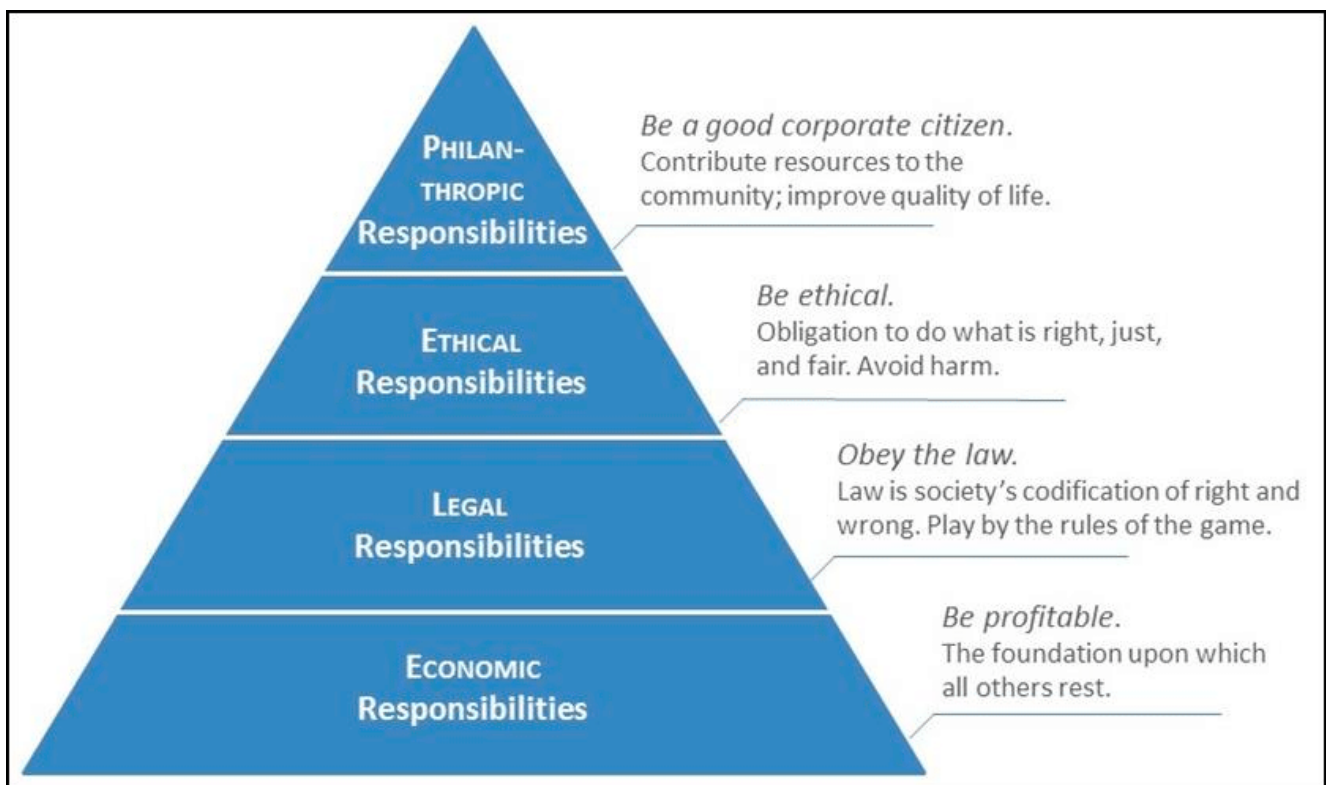 PHILAN-
THROPIC
Responsibilities
Be a good corporate citizen.
Contribute resources to the
community; improve quality of life.
ETHICAL
Responsibilities
Be ethical.
Obligation to do what is right, just,
and fair. Avoid harm.
LEGAL
Responsibilities
Obey the law.
Law is society’s codification of right and
wrong. Play by the rules of the game.
ECONOMIC
Responsibilities
Be profitable.
The foundation upon which
all others rest.